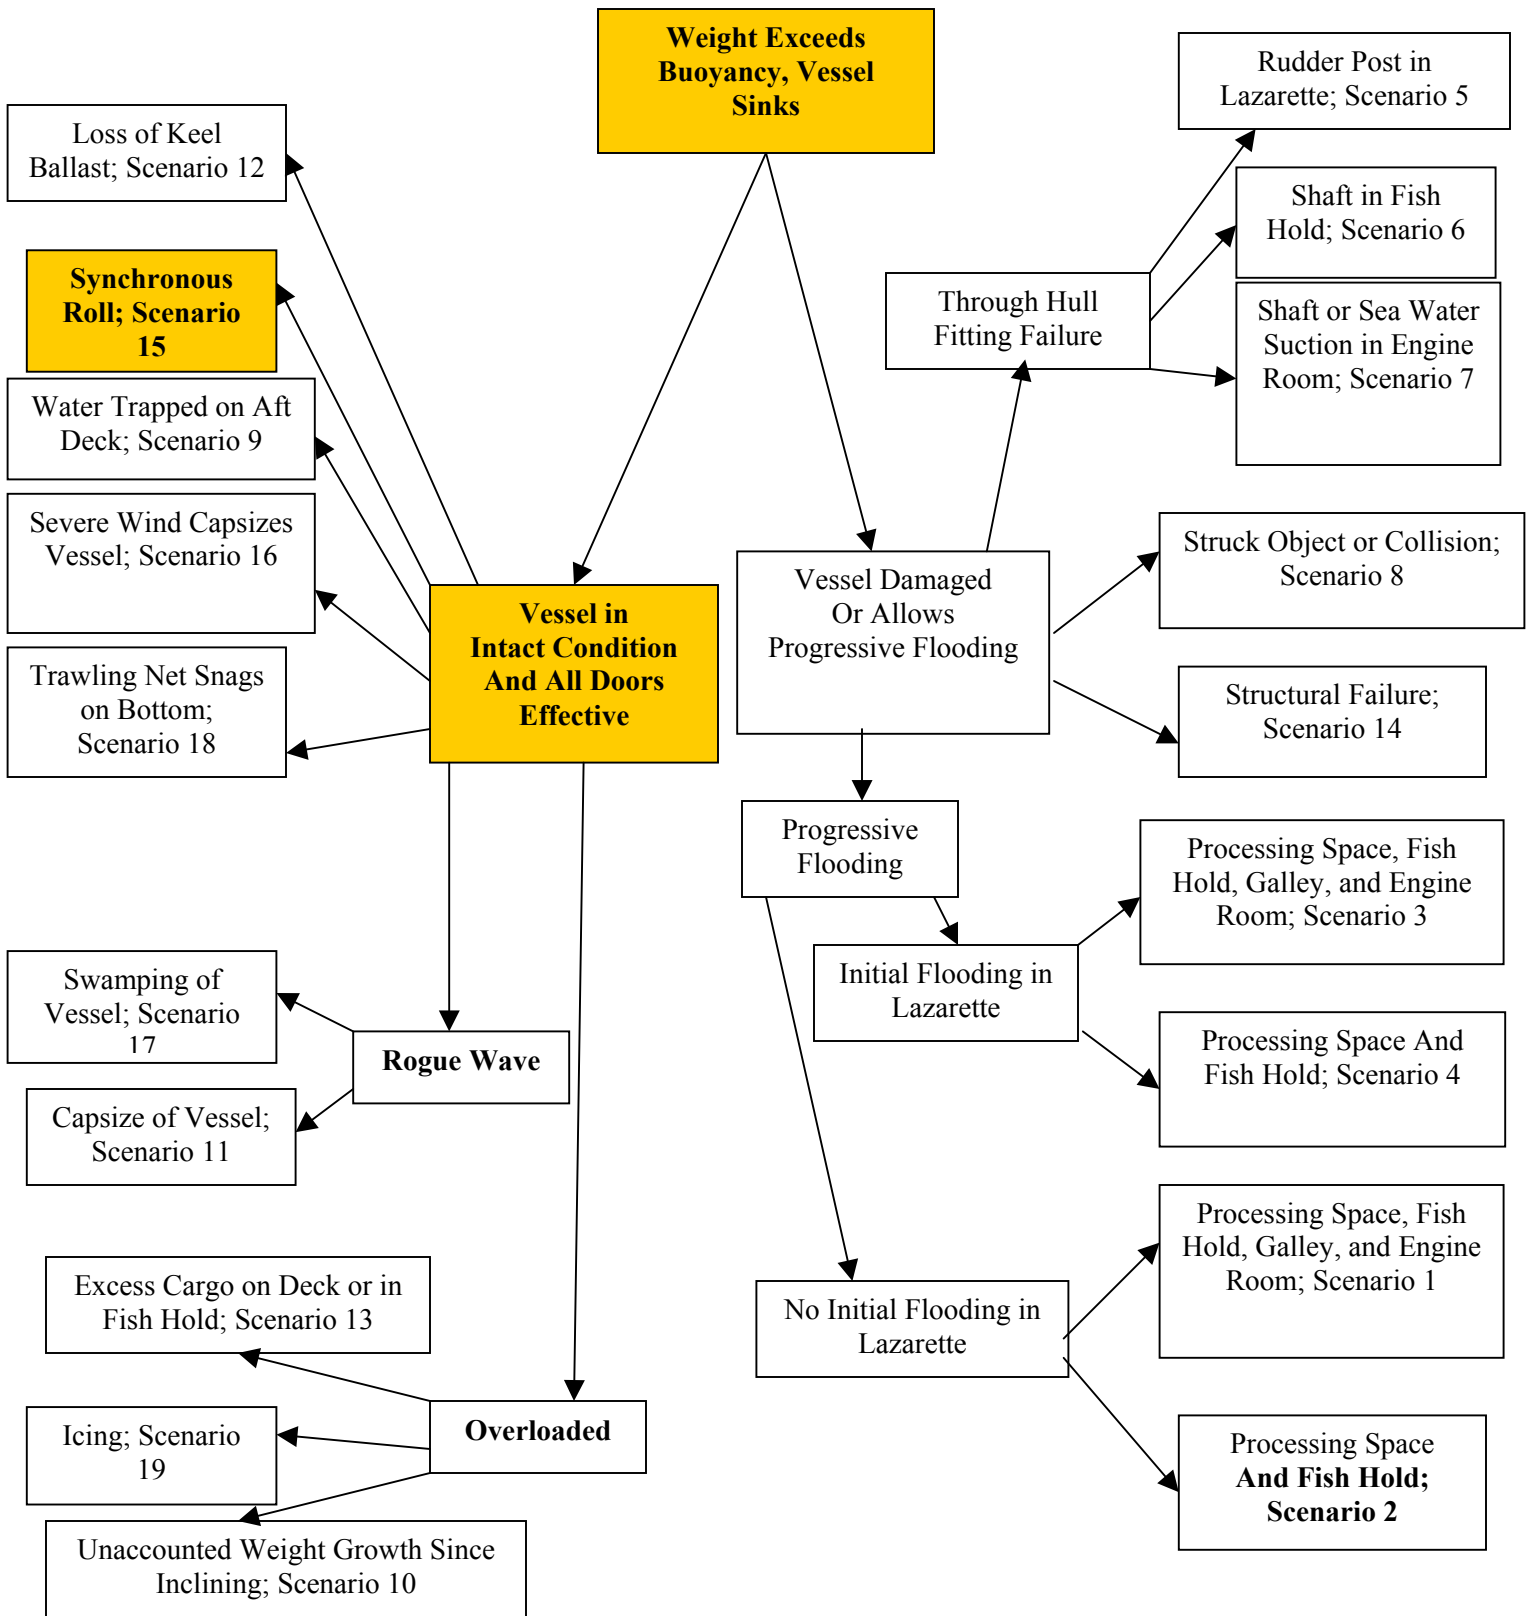 Weight Exceeds
Buoyancy, Vessel
Sinks
Rudder Post in
Lazarette; Scenario 5
Loss of Keel
Ballast; Scenario 12
Shaft in Fish
Hold; Scenario 6
Synchronous
Roll; Scenario
15
Through Hull
Fitting Failure
Shaft or Sea Water
Suction in Engine
Room; Scenario 7
Water Trapped on Aft
Deck; Scenario 9
Severe Wind Capsizes
Vessel; Scenario 16
Struck Object or Collision;
Scenario 8
Vessel Damaged
Or Allows
Progressive Flooding
Vessel in
Intact Condition
And All Doors
Effective
Trawling Net Snags
on Bottom;
Scenario 18
Structural Failure;
Scenario 14
Progressive
Flooding
Processing Space, Fish
Hold, Galley, and Engine
Room; Scenario 3
Initial Flooding in
Lazarette
Swamping of
Vessel; Scenario
17
Rogue Wave
Processing Space And
Fish Hold; Scenario 4
Capsize of Vessel;
Scenario 11
Processing Space, Fish
Hold, Galley, and Engine
Room; Scenario 1
Excess Cargo on Deck or in
Fish Hold; Scenario 13
No Initial Flooding in
Lazarette
Icing; Scenario
19
Overloaded
Processing Space
And Fish Hold;
Scenario 2
Unaccounted Weight Growth Since
Inclining; Scenario 10